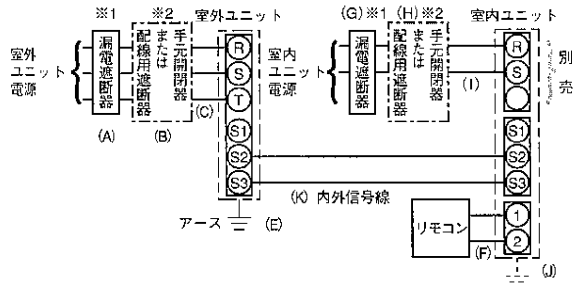 ※1
※2
室外ユニット
室外
ユニット
電源
漏電遮断器
手元開閉器
または
配線用遮断器
(A)
(B)
(C)
R
S
T
S1
S2
S3
アース
(E)
(G)※1
(H)※2
室内ユニット
室内
ユニット
電源
漏電遮断器
手元開閉器
または
配線用遮断器
(I)
R
S
別売
S1
S2
S3
(K) 内外信号線
リモコン
(F)
1
2
(J)